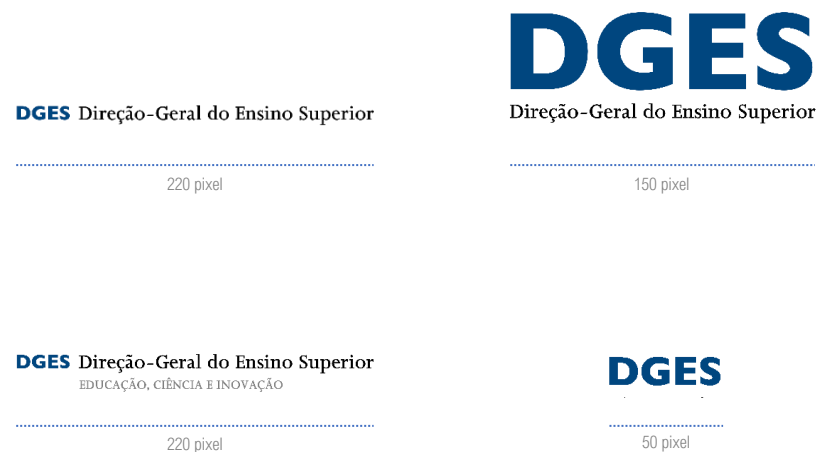 DGES
DGES Direção-Geral do Ensino Superior
Direção-Geral do Ensino Superior
220 pixel
150 pixel
DGES Direção-Geral do Ensino Superior
EDUCAÇÃO, CIÊNCIA E INOVAÇÃO
DGES
220 pixel
50 pixel